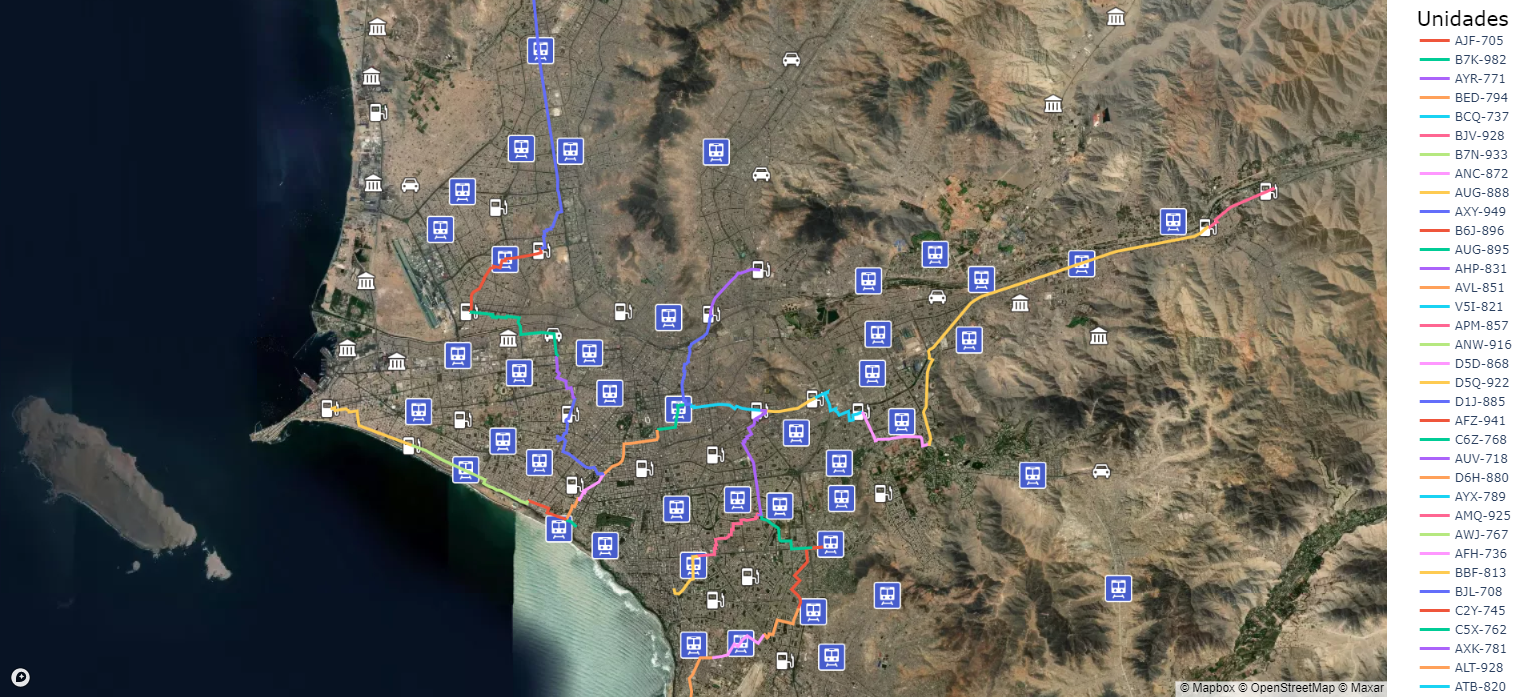 Unidades
AJF-705
B7K-982
AYR-771
BED-794
BCQ-737
BJV-928
B7N-933
ANC-872
AUG-888
AXY-949
B6J-896
AUG-895
AHP-831
AVL-851
V5I-821
APM-857
ANW-916
D5D-868
D5Q-922
D1J-885
AFZ-941
C6Z-768
AUV-718
D6H-880
AYX-789
AMQ-925
AWJ-767
AFH-736
BBF-813
BJL-708
C2Y-745
C5X-762
AXK-781
ALT-928
ATB-820
© Mapbox © OpenStreetMap © Maxar